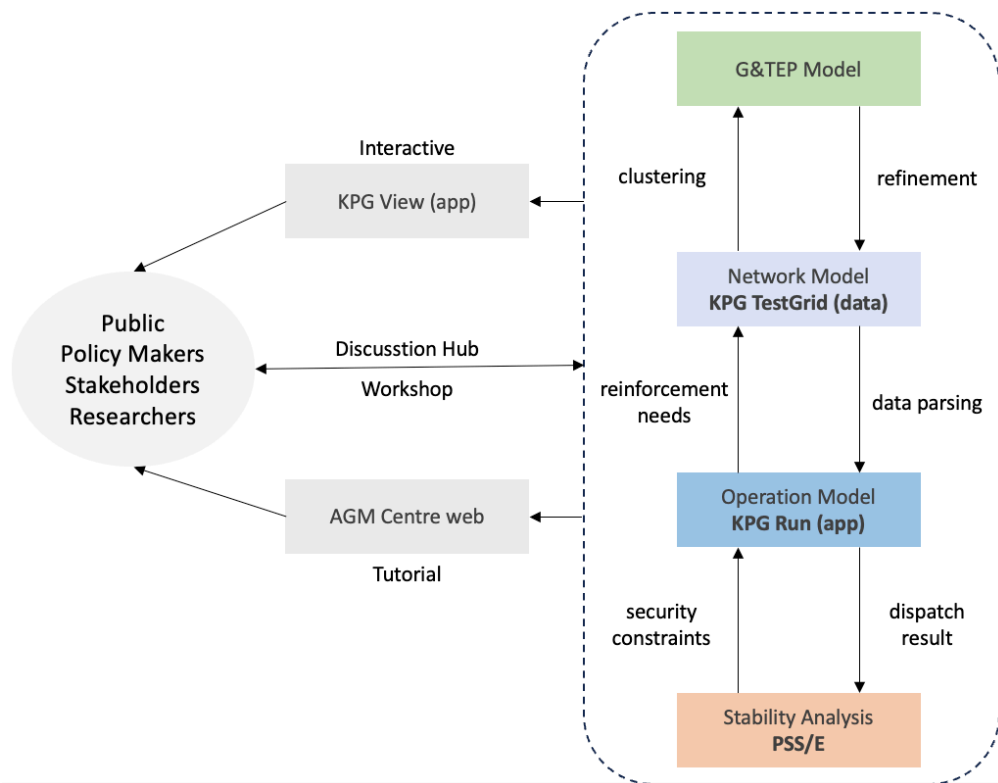 G&TEP Model
Interactive
clustering
refinement
KPG View (app)
Network Model
KPG TestGrid (data)
Public
Policy Makers
Stakeholders
Researchers
Discusstion Hub
Workshop
reinforcement
needs
data parsing
Operation Model
KPG Run (app)
AGM Centre web
Tutorial
security
constraints
dispatch
result
Stability Analysis
PSS/E